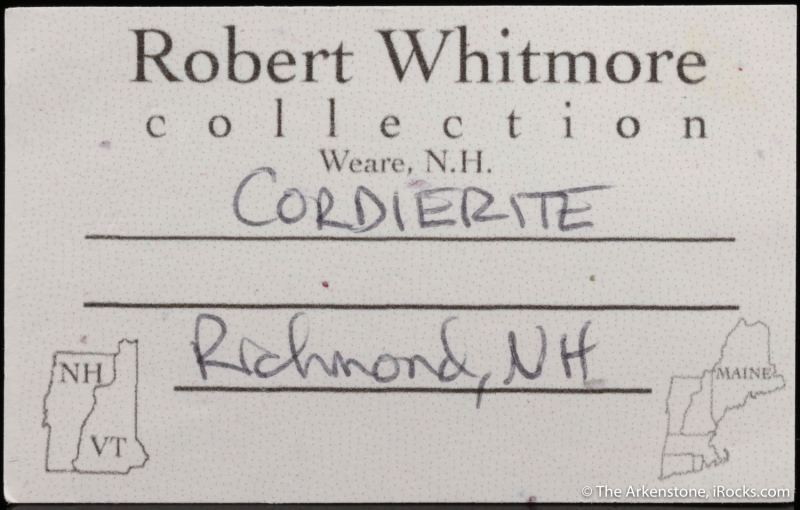 Robert Whitmore
collection
Weare, N.H.
CORDIERITE
Richmond, NH
NH
VT
MAINE
© The Arkenstone, iRocks.com